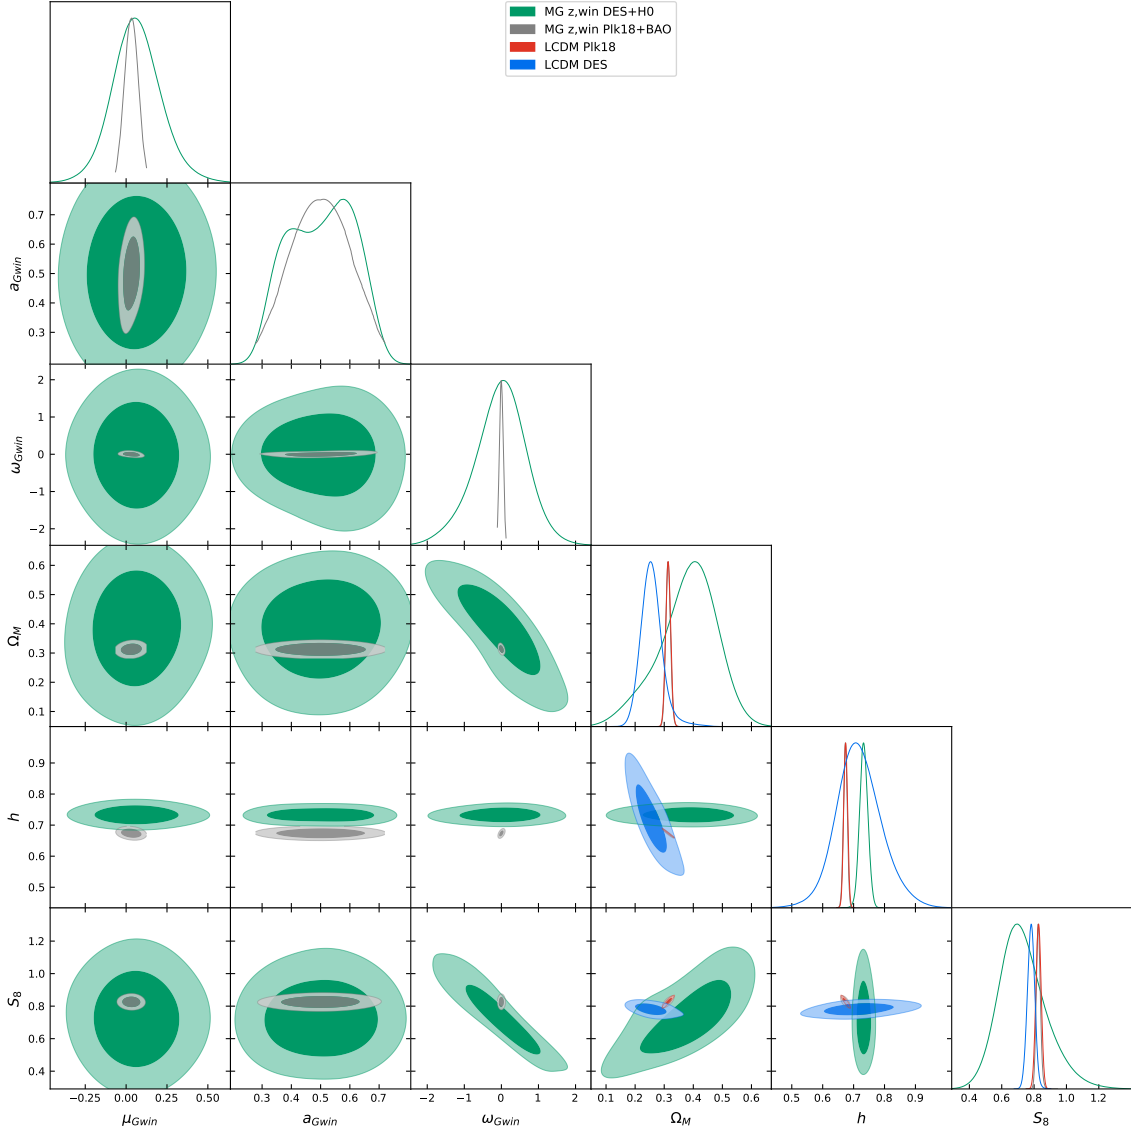 MG z,win DES+H0
MG z,win Plk18+BAO
LCDM Plk18
LCDM DES
0.7
0.6
0.5
0.4
0.3
a_Gwin
2
1
0
−1
−2
ω_Gwin
0.6
0.5
0.4
0.3
0.2
0.1
Ω_M
0.9
0.8
0.7
0.6
0.5
h
1.2
1.0
0.8
0.6
0.4
S_8
−0.25 0.00 0.25 0.50
0.3 0.4 0.5 0.6 0.7
−2 −1 0 1 2
0.1 0.2 0.3 0.4 0.5 0.6
0.5 0.6 0.7 0.8 0.9
0.4 0.6 0.8 1.0 1.2
μ_Gwin
a_Gwin
ω_Gwin
Ω_M
h
S_8